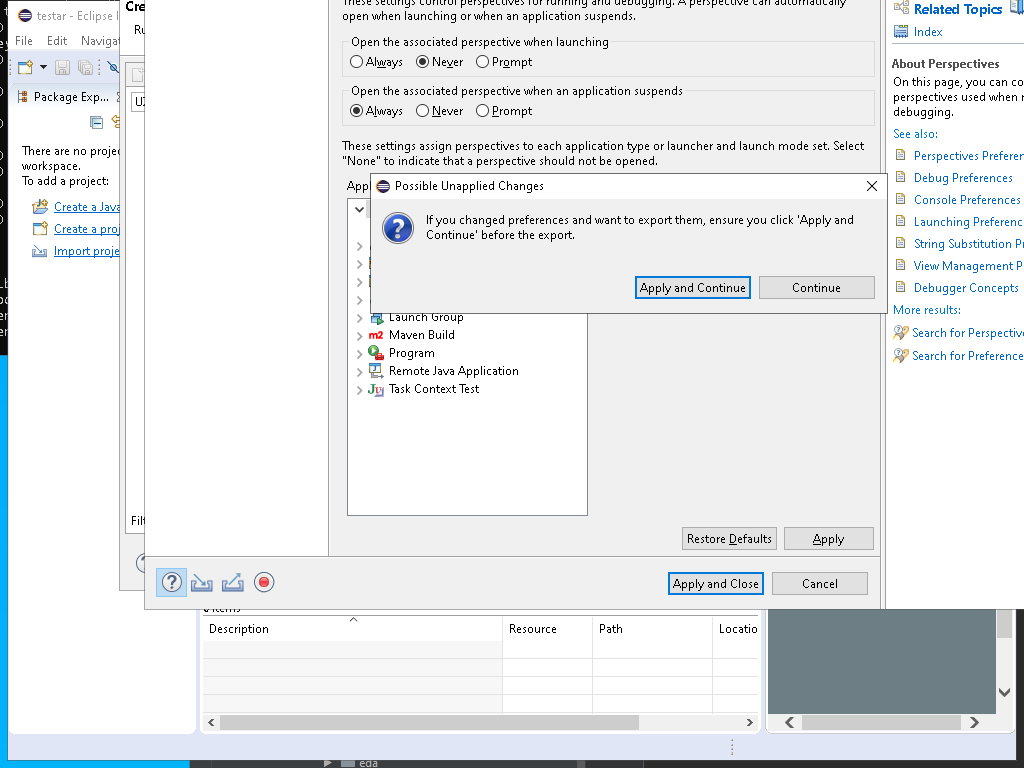 testar - Eclipse I
File Edit Navigat
Package Exp...
There are no proje
workspace.
To add a project:
Create a Java
Create a proj
Import proje
Cre
Ru
Filt
These settings control perspectives for running and debugging. A perspective can automatically
open when launching or when an application suspends.
Open the associated perspective when launching
Always Never Prompt
Open the associated perspective when an application suspends
Always Never Prompt
These settings assign perspectives to each application type or launcher and launch mode set. Select
"None" to indicate that a perspective should not be opened.
Appl
Possible Unapplied Changes
If you changed preferences and want to export them, ensure you click 'Apply and
Continue' before the export.
Apply and Continue
Continue
Launch Group
Maven Build
Program
Remote Java Application
Task Context Test
Restore Defaults
Apply
Apply and Close
Cancel
Related Topics
Index
About Perspectives
On this page, you can co
perspectives used when r
debugging.
See also:
Perspectives Preferer
Debug Preferences
Console Preferences
Launching Preferenc
String Substitution Pr
View Management P
Debugger Concepts
More results:
Search for Perspectiv
Search for Preference
Description Resource Path Locatio
eda